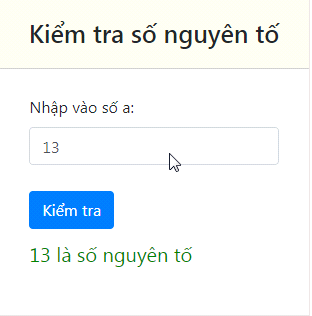 Kiểm tra số nguyên tố
Nhập vào số a:
13
Kiểm tra
13 là số nguyên tố